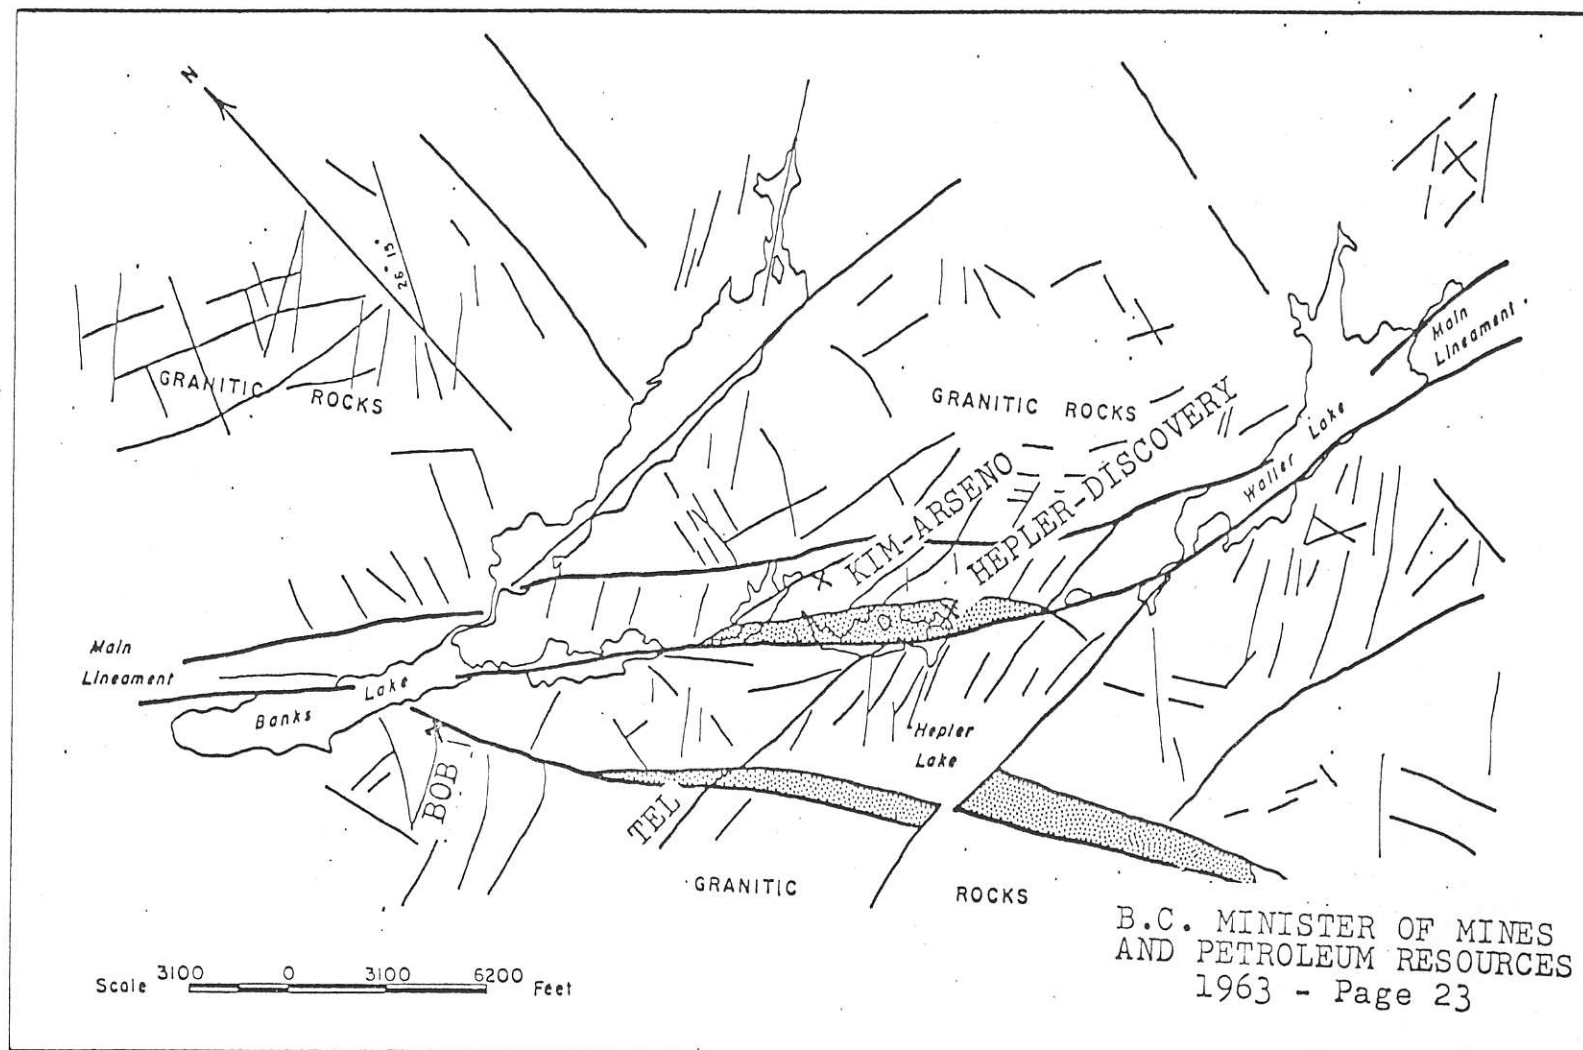 N
26° 15'
GRANITIC ROCKS
GRANITIC ROCKS
Main
Lineament
Waller Lake
KIM-ARSENO
HEPLER-DISCOVERY
Main
Lineament
Banks Lake
Hepler
Lake
BOB
TEL
GRANITIC ROCKS
B.C. MINISTER OF MINES
AND PETROLEUM RESOURCES
1963 - Page 23
Scale 3100 0 3100 6200 Feet